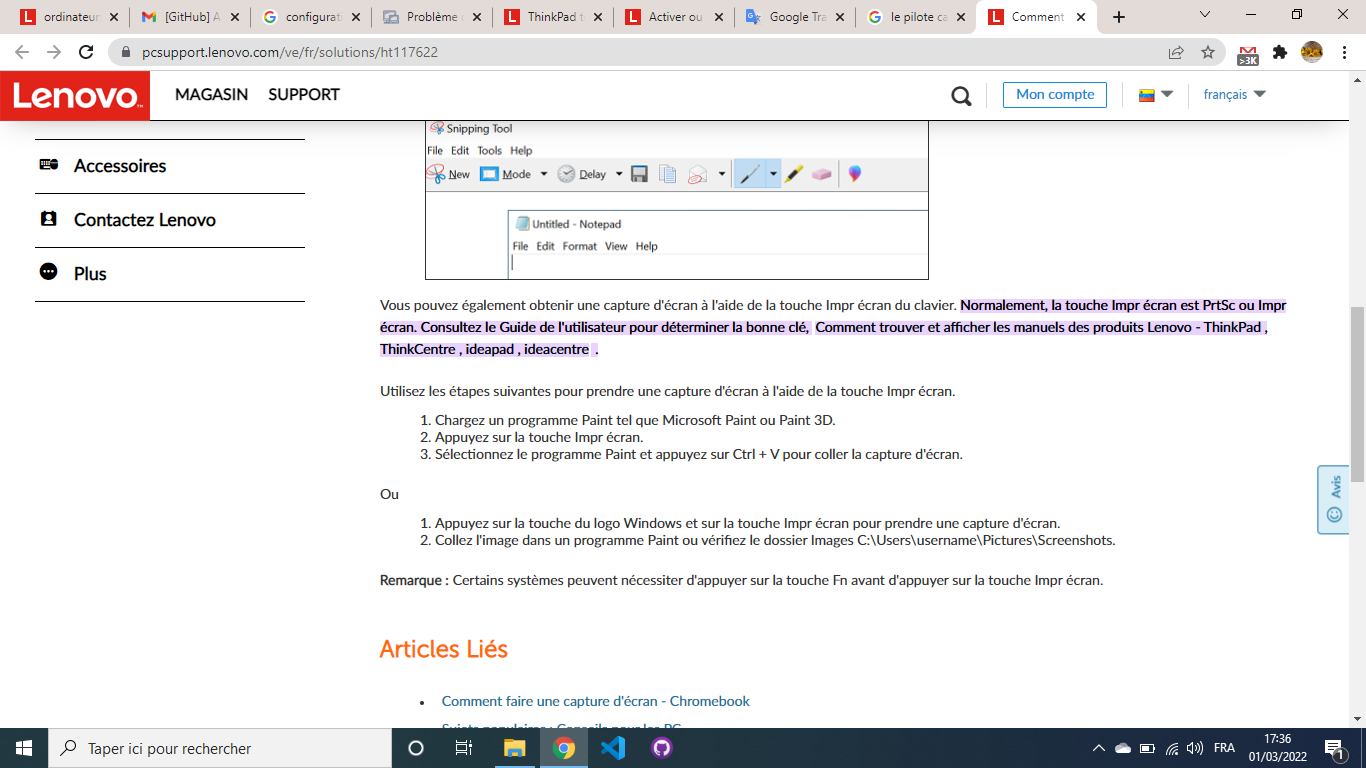 ordinateur
[GitHub] A
configurati
Problème
ThinkPad t
Activer ou
Google Tra
le pilote ca
Comment
pcsupport.lenovo.com/ve/fr/solutions/ht117622
>3K
Lenovo
MAGASIN SUPPORT
Mon compte
français
Accessoires
Contactez Lenovo
Plus
Snipping Tool
File Edit Tools Help
New Mode Delay
Untitled - Notepad
File Edit Format View Help
Vous pouvez également obtenir une capture d'écran à l'aide de la touche Impr écran du clavier. Normalement, la touche Impr écran est PrtSc ou Impr
écran. Consultez le Guide de l'utilisateur pour déterminer la bonne clé, Comment trouver et afficher les manuels des produits Lenovo - ThinkPad ,
ThinkCentre , ideapad , ideacentre .
Utilisez les étapes suivantes pour prendre une capture d'écran à l'aide de la touche Impr écran.
1. Chargez un programme Paint tel que Microsoft Paint ou Paint 3D.
2. Appuyez sur la touche Impr écran.
3. Sélectionnez le programme Paint et appuyez sur Ctrl + V pour coller la capture d'écran.
Ou
1. Appuyez sur la touche du logo Windows et sur la touche Impr écran pour prendre une capture d'écran.
2. Collez l'image dans un programme Paint ou vérifiez le dossier Images C:\Users\username\Pictures\Screenshots.
Remarque : Certains systèmes peuvent nécessiter d'appuyer sur la touche Fn avant d'appuyer sur la touche Impr écran.
Avis
Articles Liés
Comment faire une capture d'écran - Chromebook
Sujets populaires : Conseils pour les PC
Taper ici pour rechercher
FRA
17:36
01/03/2022
1